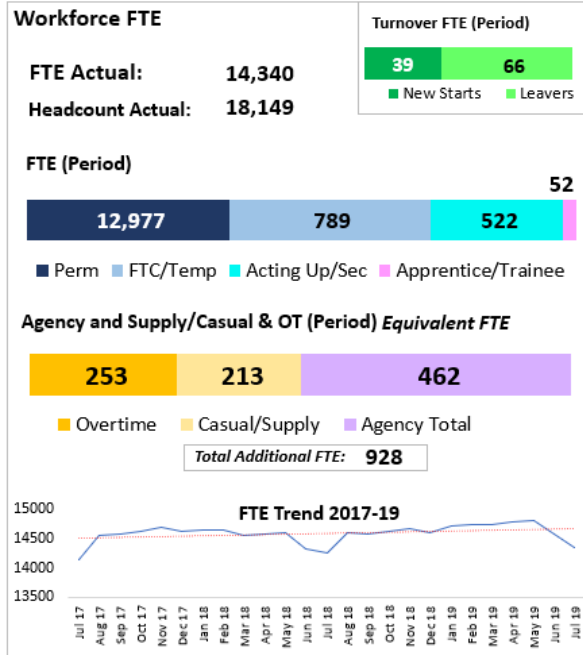 Workforce FTE
Turnover FTE (Period)
39 66
New Starts Leavers
FTE Actual: 14,340
Headcount Actual: 18,149
FTE (Period)
52
12,977 789 522
Perm FTC/Temp Acting Up/Sec Apprentice/Trainee
Agency and Supply/Casual & OT (Period) Equivalent FTE
253 213 462
Overtime Casual/Supply Agency Total
Total Additional FTE: 928
FTE Trend 2017-19
15000
14500
14000
13500
Jul 17
Aug 17
Sep 17
Oct 17
Nov 17
Dec 17
Jan 18
Feb 18
Mar 18
Apr 18
May 18
Jun 18
Jul 18
Aug 18
Sep 18
Oct 18
Nov 18
Dec 18
Jan 19
Feb 19
Mar 19
Apr 19
May 19
Jun 19
Jul 19